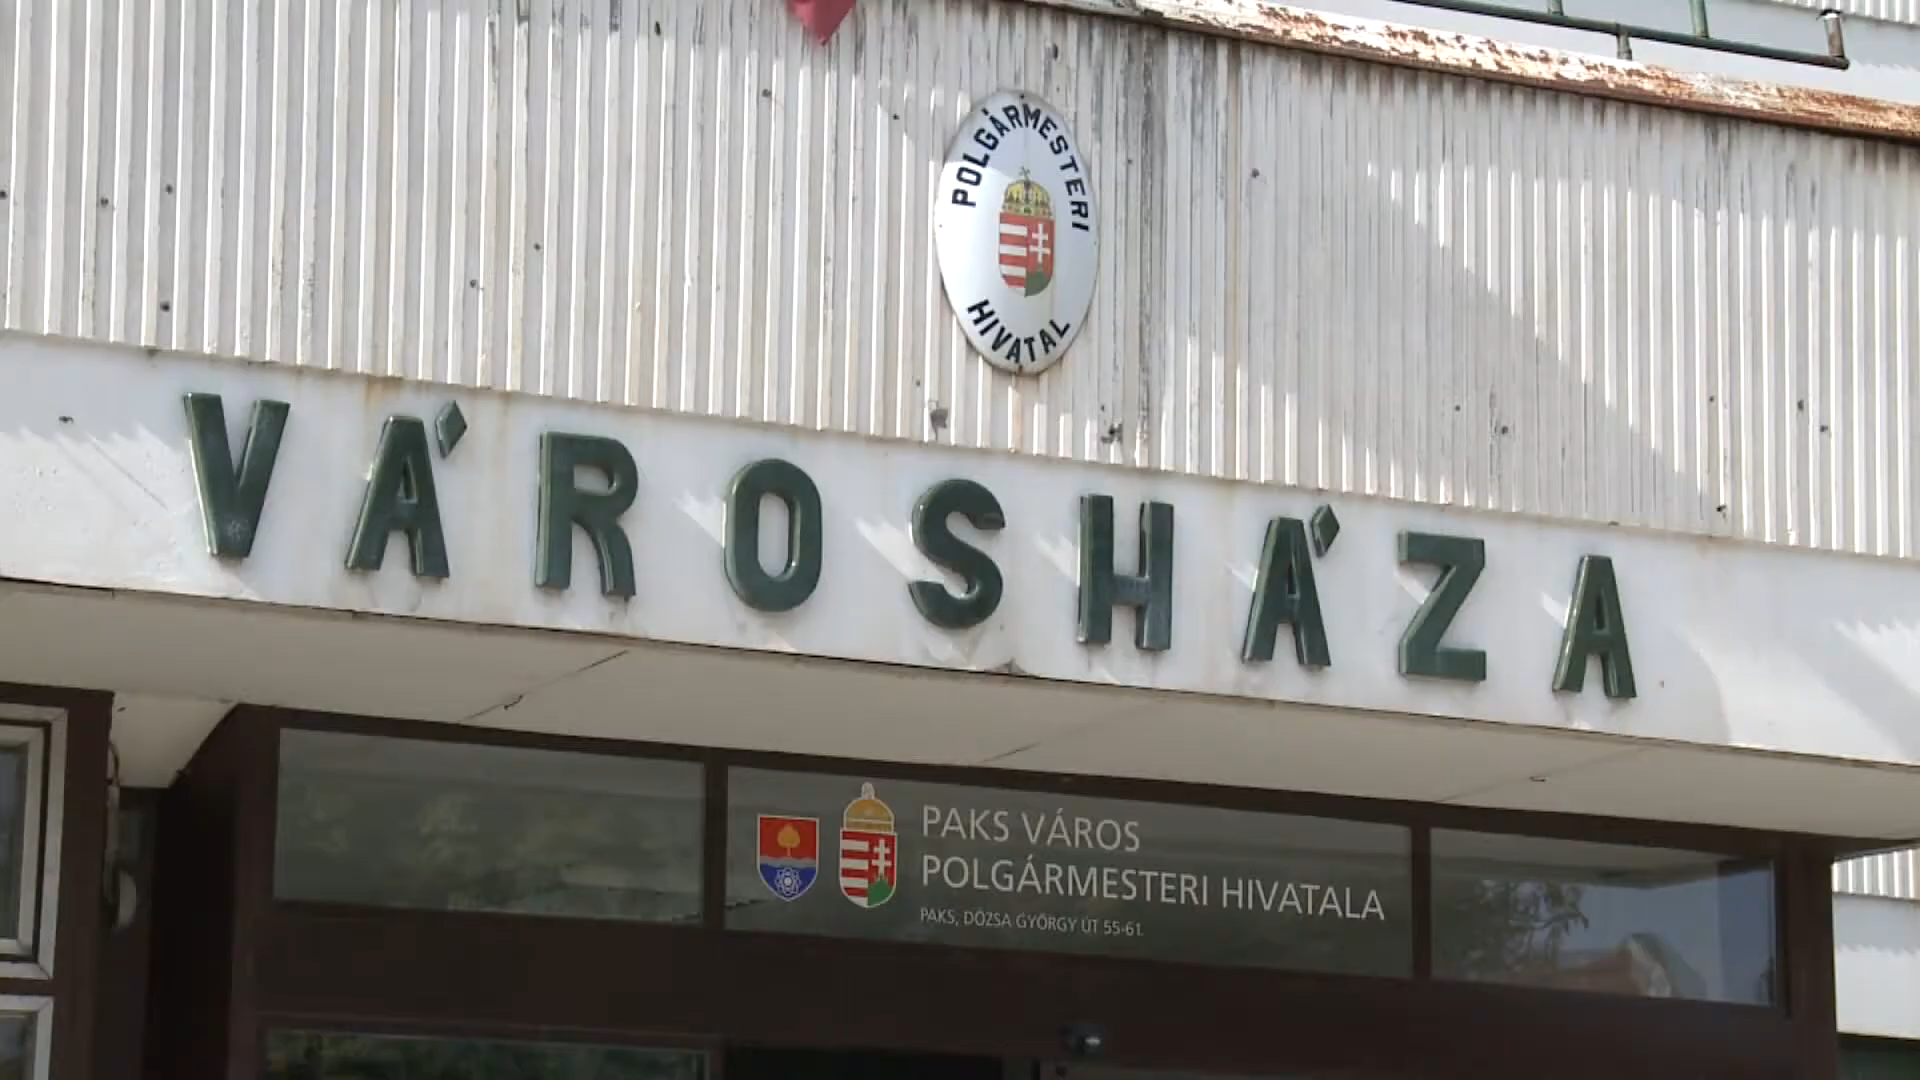 POLGÁRMESTERI
HIVATAL
VÁROSHÁZA
PAKS VÁROS
POLGÁRMESTERI HIVATALA
PAKS, DÓZSA GYÖRGY ÚT 55-61.